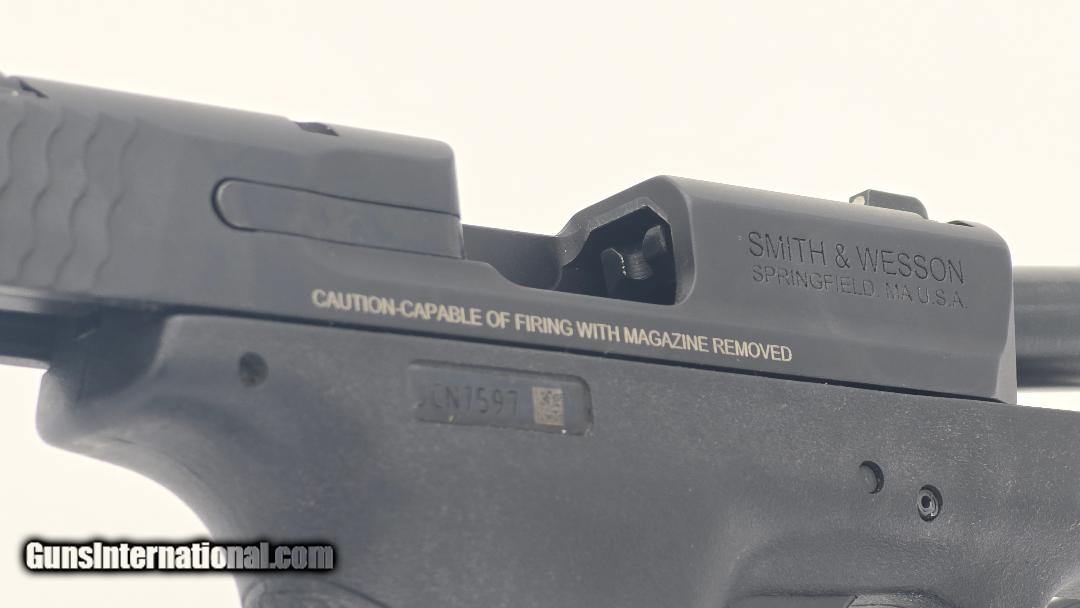 SMITH & WESSON
SPRINGFIELD, MA U.S.A.
CAUTION-CAPABLE OF FIRING WITH MAGAZINE REMOVED
GunsInternational.com